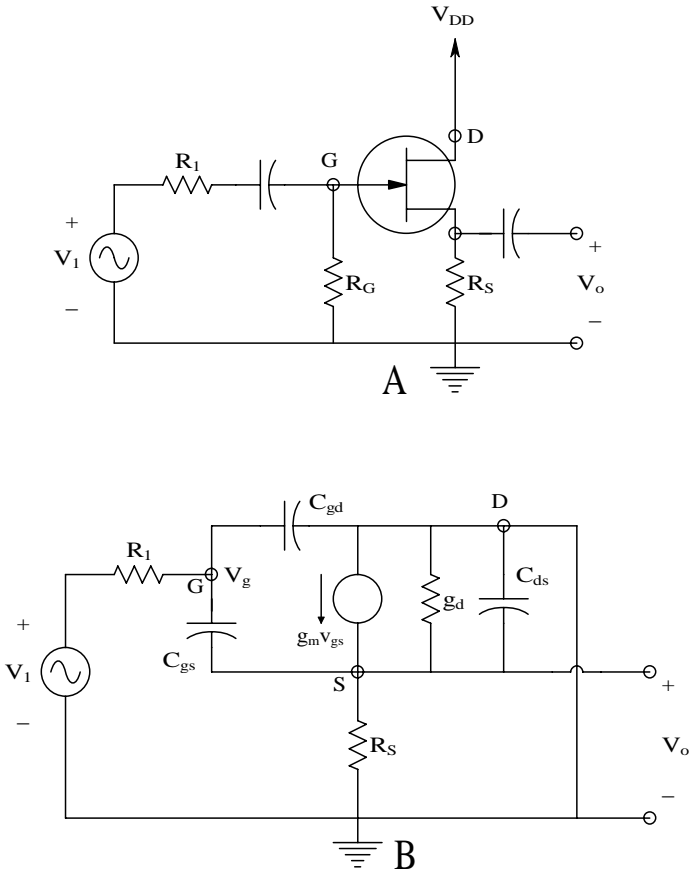 V_DD
D
G
R_1
+
V_1
−
R_G
R_S
+
V_o
−
A
C_gd
D
R_1
G
V_g
C_ds
g_d
g_m v_gs
C_gs
+
V_1
−
S
+
R_S
V_o
−
B